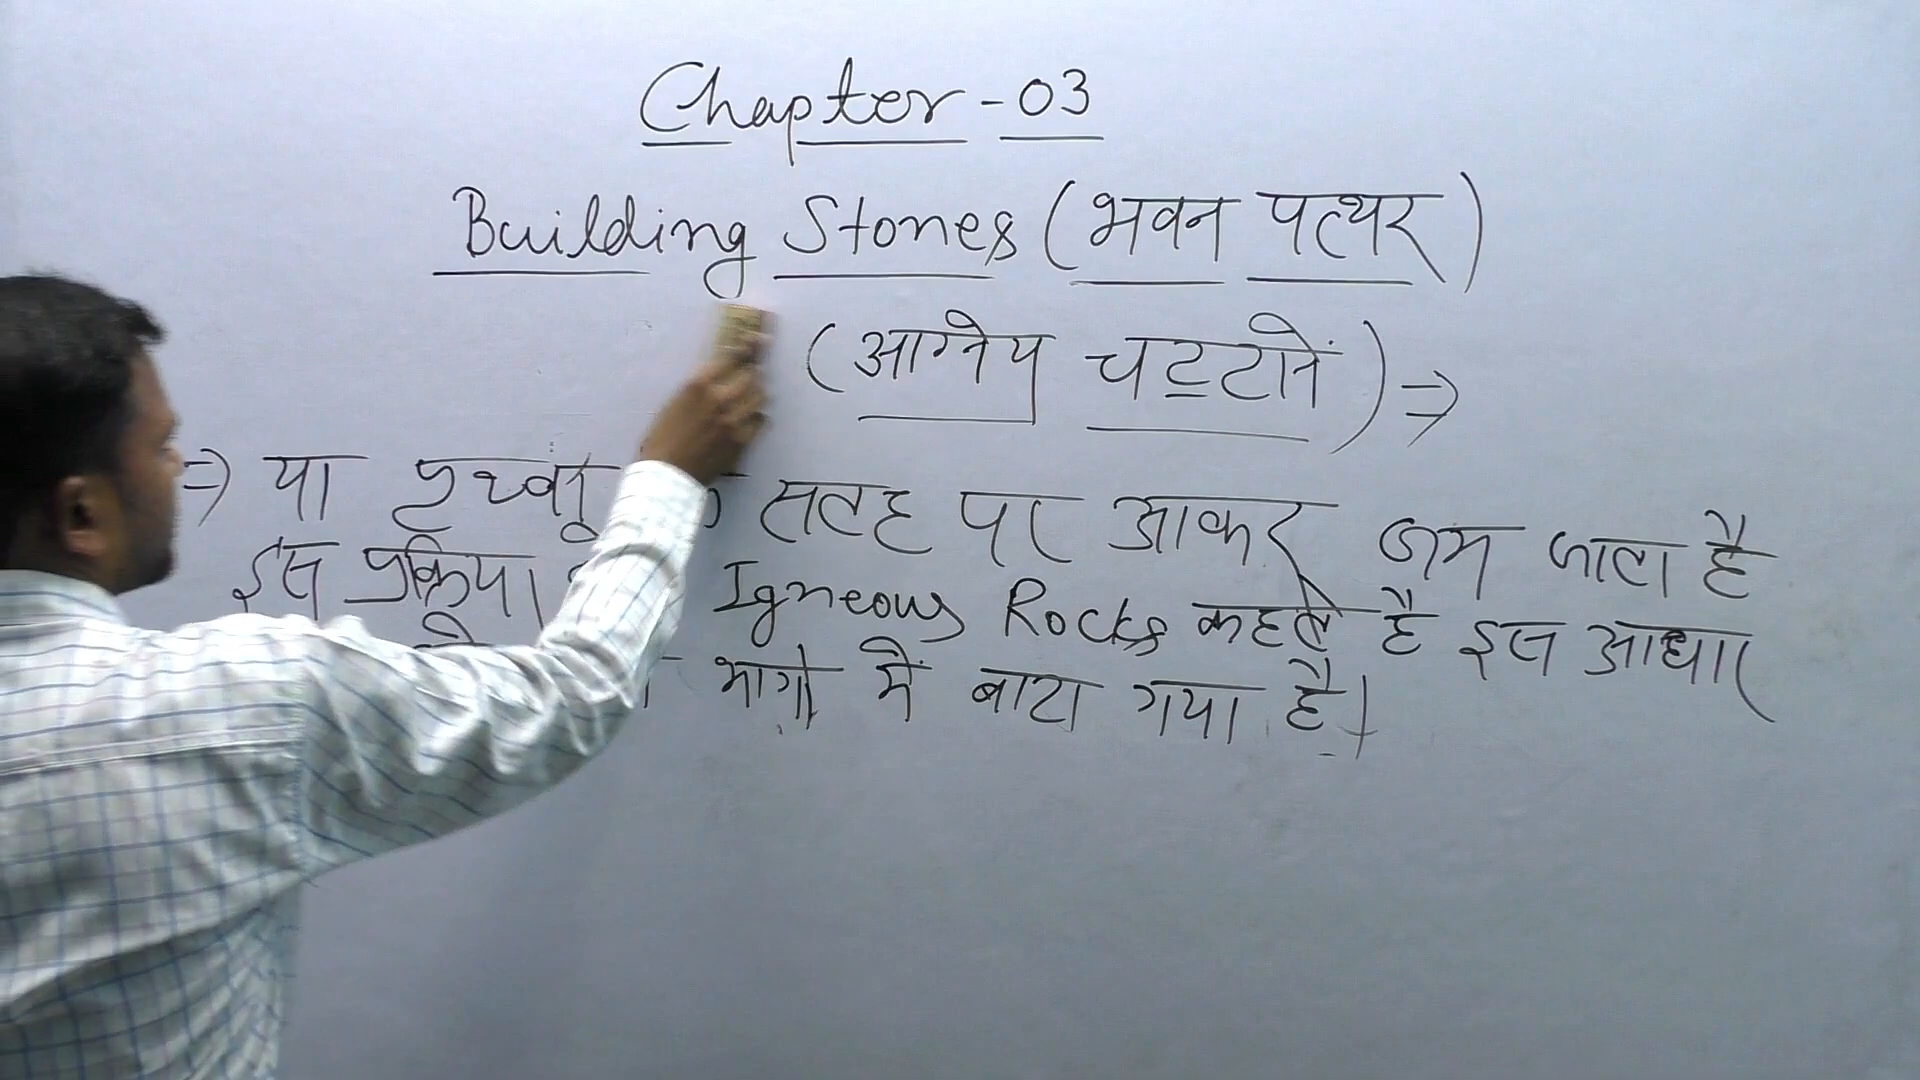 Chapter - 03
Building Stones (भवन पत्थर)
(आग्नेय चट्टानें) ⇒
⇒ या पृथ्वी सतह पर आकर जम जाता है
इस प्रक्रिया Igneous Rocks कहते है इस आधार
भागो में बाटा गया है।